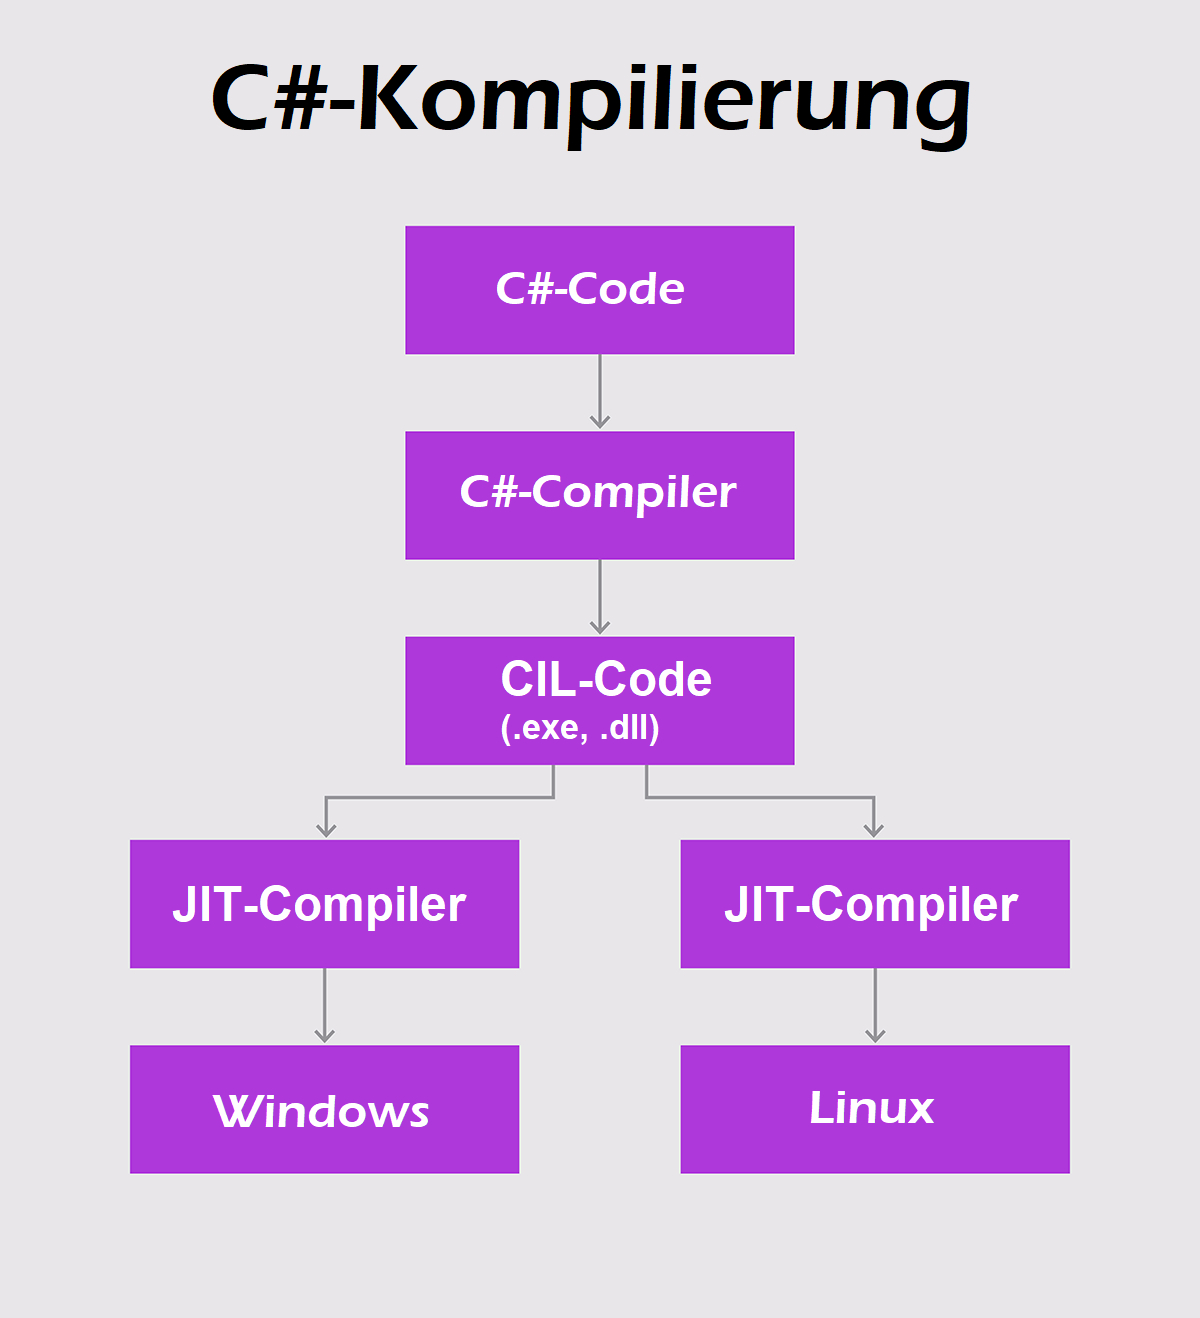 C#-Kompilierung
C#-Code
C#-Compiler
CIL-Code
(.exe, .dll)
JIT-Compiler
JIT-Compiler
Windows
Linux